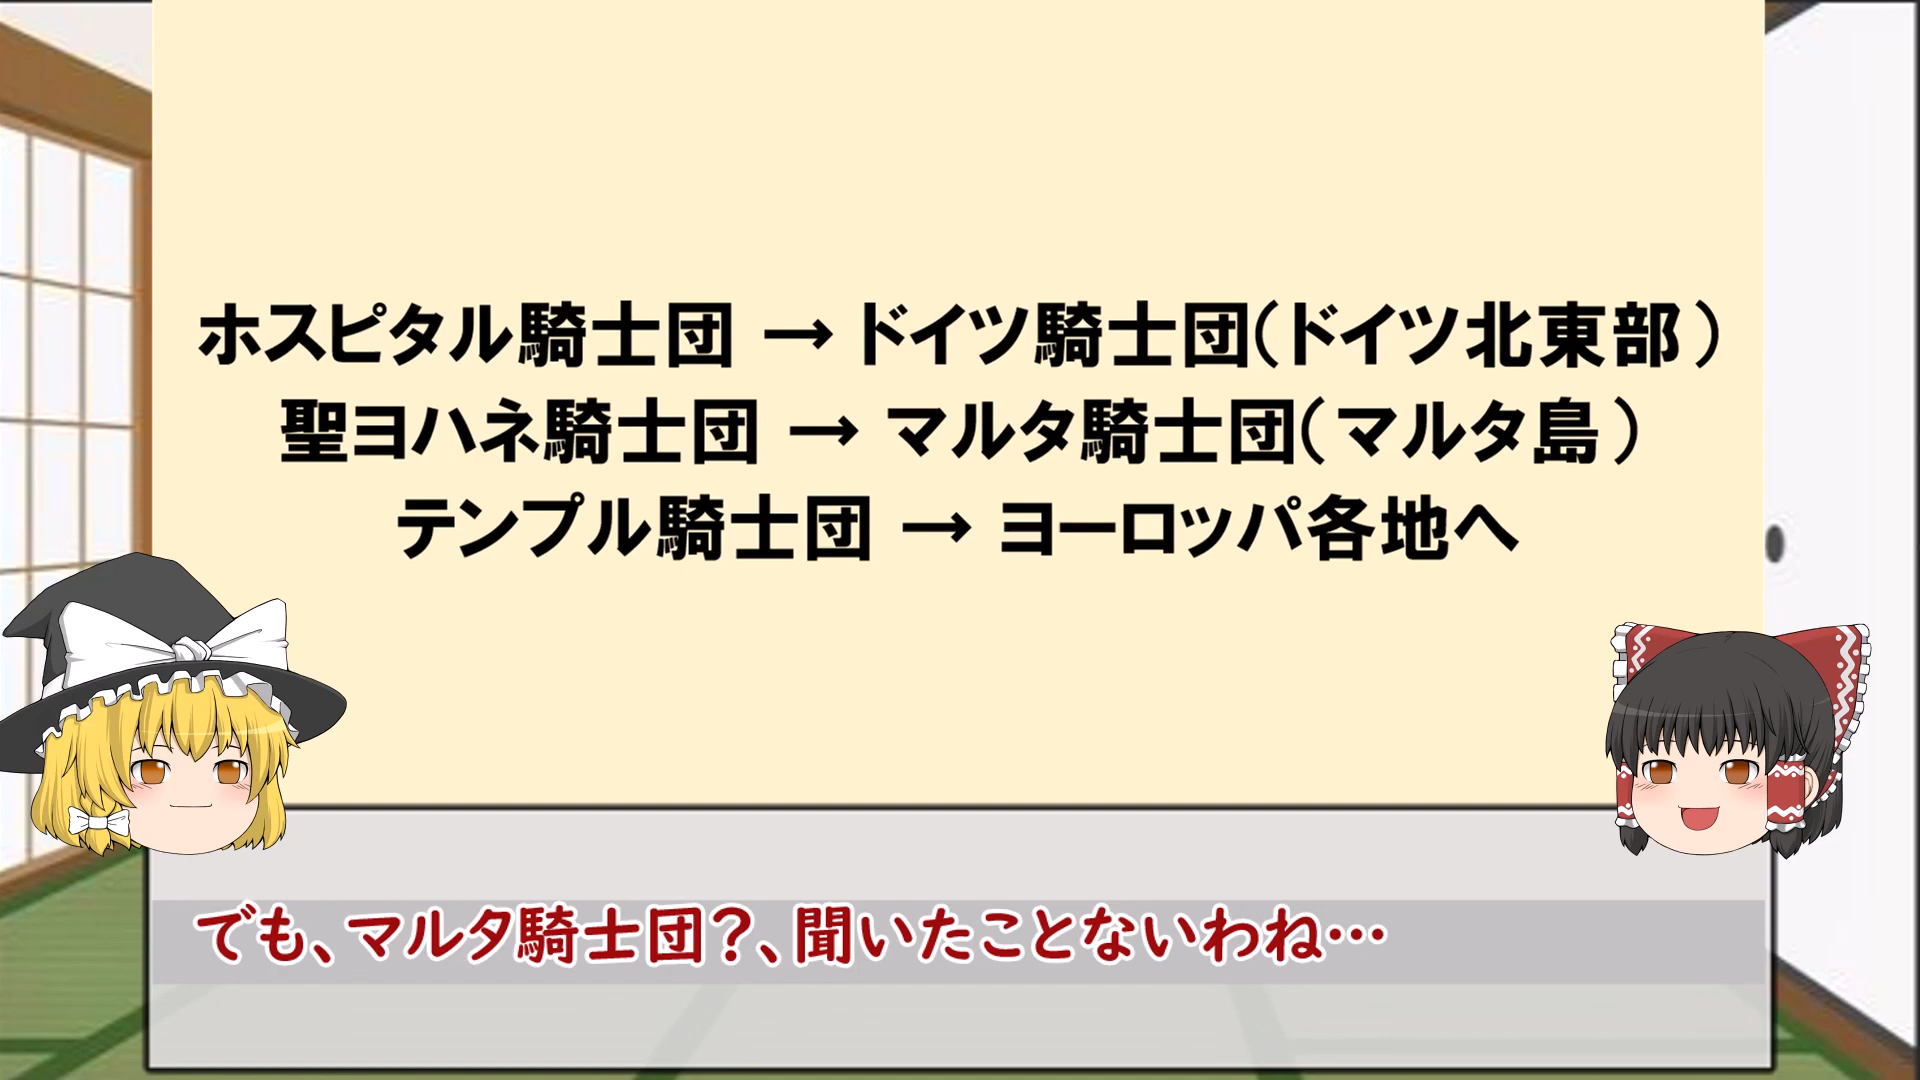 ホスピタル騎士団 → ドイツ騎士団(ドイツ北東部)
聖ヨハネ騎士団 → マルタ騎士団(マルタ島)
テンプル騎士団 → ヨーロッパ各地へ
でも、マルタ騎士団?、聞いたことないわね…